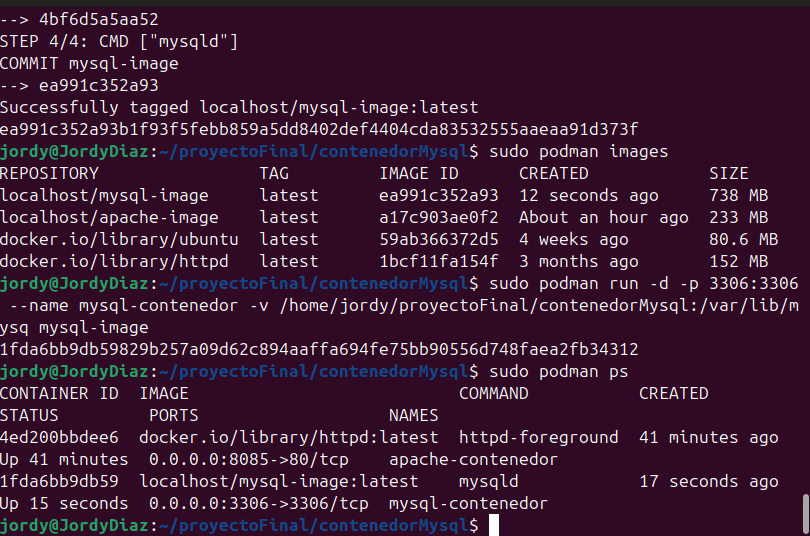 --> 4bf6d5a5aa52
STEP 4/4: CMD ["mysqld"]
COMMIT mysql-image
--> ea991c352a93
Successfully tagged localhost/mysql-image:latest
ea991c352a93b1f93f5febb859a5dd8402def4404cda83532555aaeaa91d373f
jordy@JordyDiaz:~/proyectoFinal/contenedorMysql$ sudo podman images
REPOSITORY TAG IMAGE ID CREATED SIZE
localhost/mysql-image latest ea991c352a93 12 seconds ago 738 MB
localhost/apache-image latest a17c903ae0f2 About an hour ago 233 MB
docker.io/library/ubuntu latest 59ab366372d5 4 weeks ago 80.6 MB
docker.io/library/httpd latest 1bcf11fa154f 3 months ago 152 MB
jordy@JordyDiaz:~/proyectoFinal/contenedorMysql$ sudo podman run -d -p 3306:3306
--name mysql-contenedor -v /home/jordy/proyectoFinal/contenedorMysql:/var/lib/m
ysq mysql-image
1fda6bb9db59829b257a09d62c894aaffa694fe75bb90556d748faea2fb34312
jordy@JordyDiaz:~/proyectoFinal/contenedorMysql$ sudo podman ps
CONTAINER ID IMAGE COMMAND CREATED
STATUS PORTS NAMES
4ed200bbdee6 docker.io/library/httpd:latest httpd-foreground 41 minutes ago
Up 41 minutes 0.0.0.0:8085->80/tcp apache-contenedor
1fda6bb9db59 localhost/mysql-image:latest mysqld 17 seconds ago
Up 15 seconds 0.0.0.0:3306->3306/tcp mysql-contenedor
jordy@JordyDiaz:~/proyectoFinal/contenedorMysql$